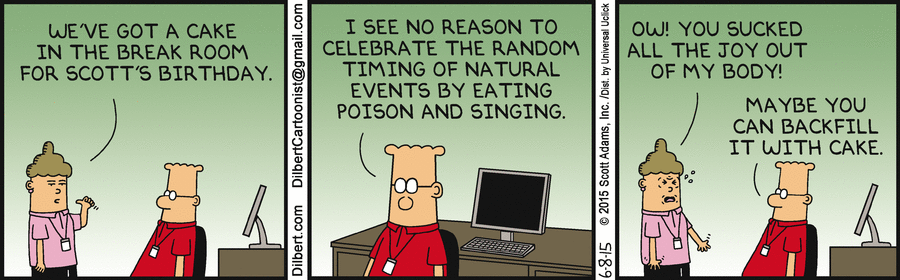 WE'VE GOT A CAKE
IN THE BREAK ROOM
FOR SCOTT'S BIRTHDAY.
Dilbert.com DilbertCartoonist@gmail.com
I SEE NO REASON TO
CELEBRATE THE RANDOM
TIMING OF NATURAL
EVENTS BY EATING
POISON AND SINGING.
6-8-15 © 2015 Scott Adams, Inc. /Dist. by Universal Uclick
OW! YOU SUCKED
ALL THE JOY OUT
OF MY BODY!
MAYBE YOU
CAN BACKFILL
IT WITH CAKE.